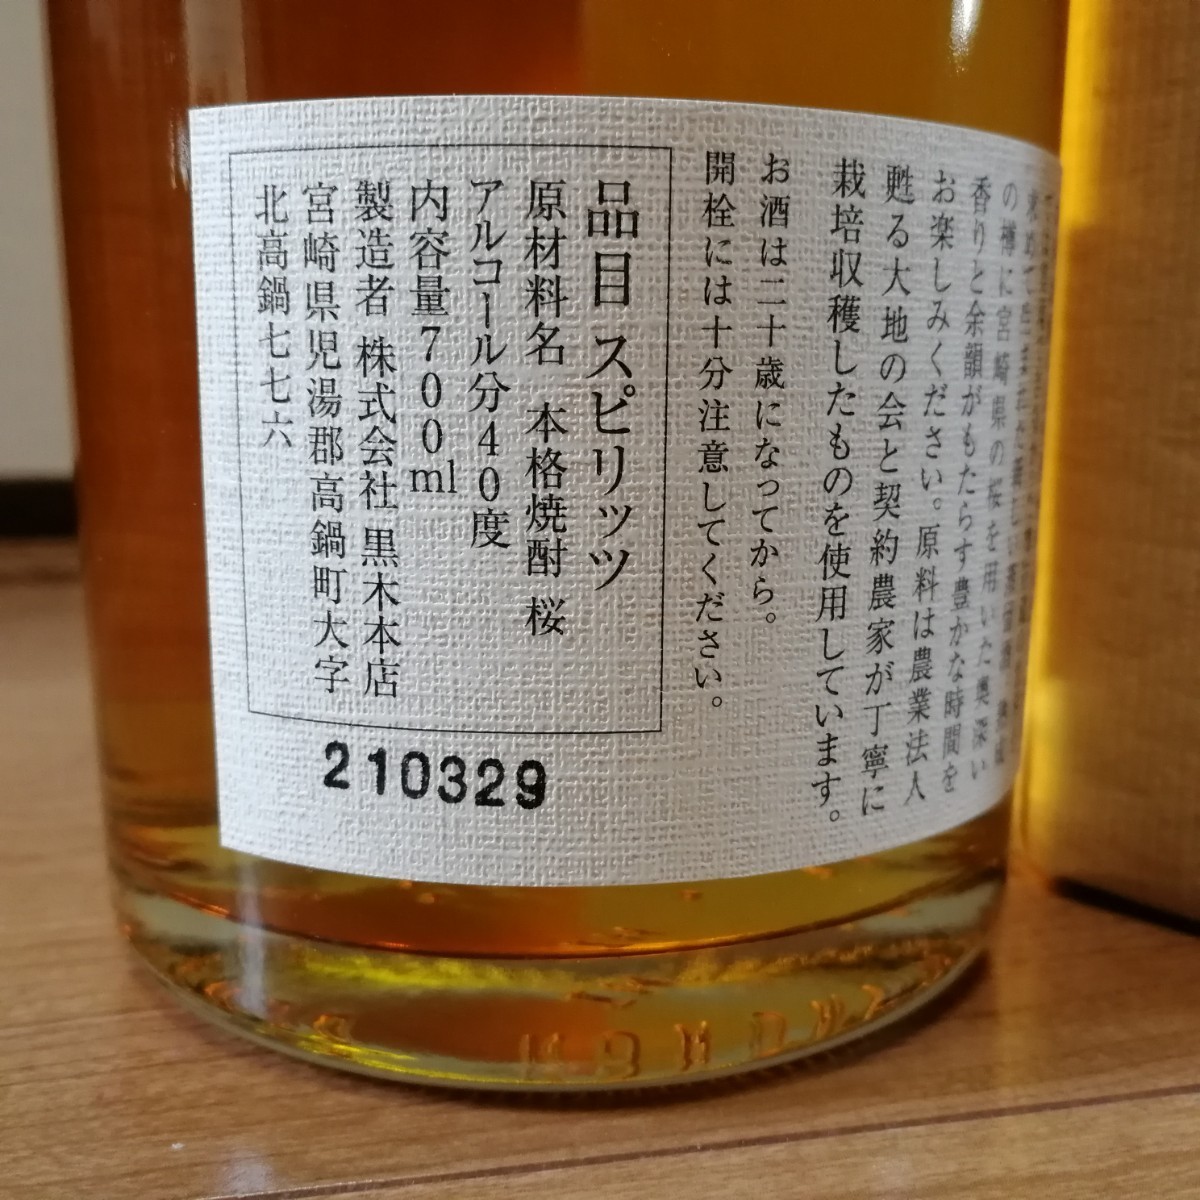 の樽に宮崎県の桜を用いた奥深い
香りと余韻がもたらす豊かな時間を
お楽しみください。原料は農業法人
甦る大地の会と契約農家が丁寧に
栽培収穫したものを使用しています。
お酒は二十歳になってから。
開栓には十分注意してください。
品目 スピリッツ
原材料名 本格焼酎 桜
アルコール分40度
内容量700ml
製造者 株式会社 黒木本店
宮崎県児湯郡高鍋町大字
北高鍋七七六
210329